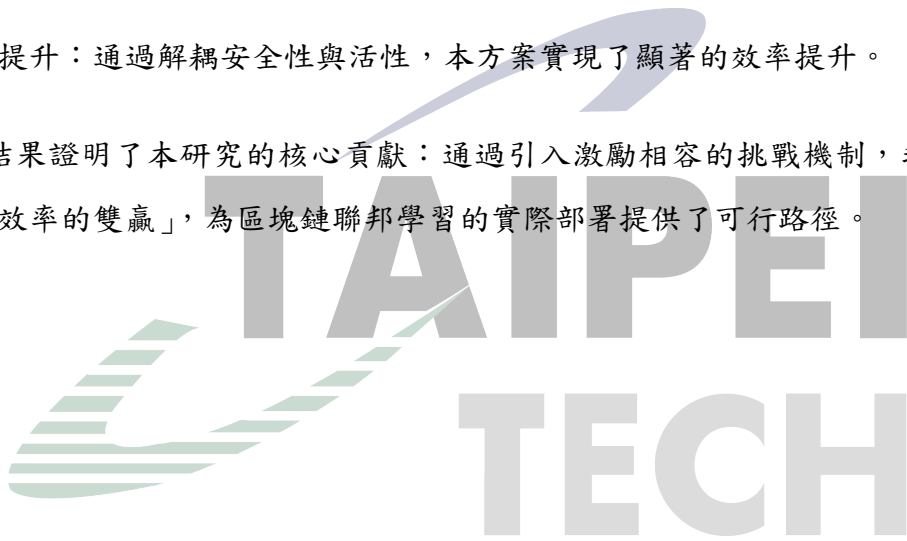 提升：通過解耦安全性與活性，本方案實現了顯著的效率提升。
結果證明了本研究的核心貢獻：通過引入激勵相容的挑戰機制，
效率的雙贏」，為區塊鏈聯邦學習的實際部署提供了可行路徑。
TAIPEI
TECH